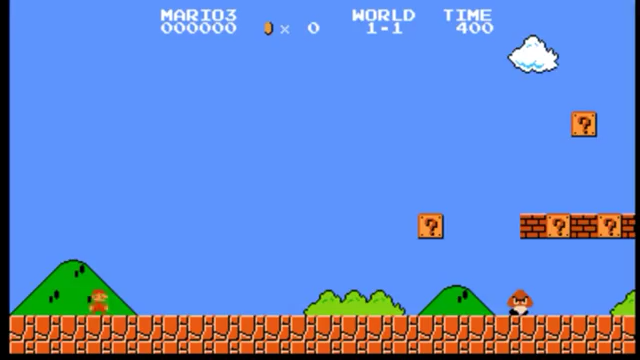 MARIO3 WORLD TIME
000000 × 0 1-1 400
?
? ? ?